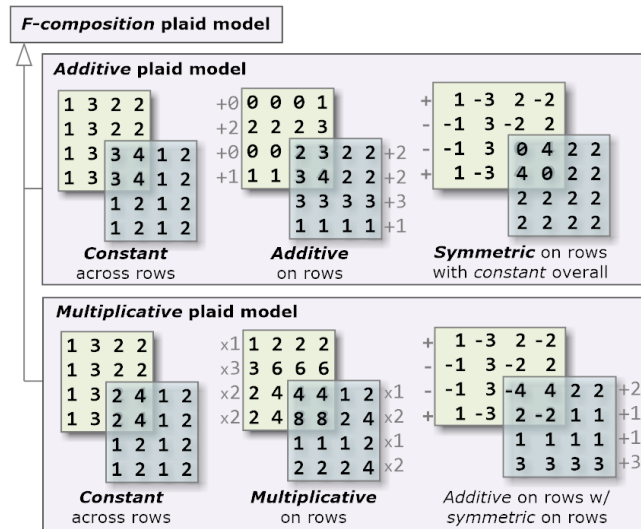 F-composition plaid model
Additive plaid model
1 3 2 2
1 3 2 2
1 3 3 4 1 2
1 3 3 4 1 2
1 2 1 2
1 2 1 2
Constant
across rows
+0 0 0 0 1
+2 2 2 2 3
+0 0 0 2 3 2 2 +2
+1 1 1 3 4 2 2 +2
3 3 3 3 +3
1 1 1 1 +1
Additive
on rows
+ 1 -3 2 -2
- -1 3 -2 2
- -1 3 0 4 2 2
+ 1 -3 4 0 2 2
2 2 2 2
2 2 2 2
Symmetric on rows
with constant overall
Multiplicative plaid model
1 3 2 2
1 3 2 2
1 3 2 4 1 2
1 3 2 4 1 2
1 2 1 2
1 2 1 2
Constant
across rows
x1 1 2 2 2
x3 3 6 6 6
x2 2 4 4 4 1 2 x1
x2 2 4 8 8 2 4 x2
1 1 1 2 x1
2 2 2 4 x2
Multiplicative
on rows
+ 1 -3 2 -2
- -1 3 -2 2
- -1 3 -4 4 2 2 +2
+ 1 -3 2 -2 1 1 +1
1 1 1 1 +1
3 3 3 3 +3
Additive on rows w/
symmetric on rows